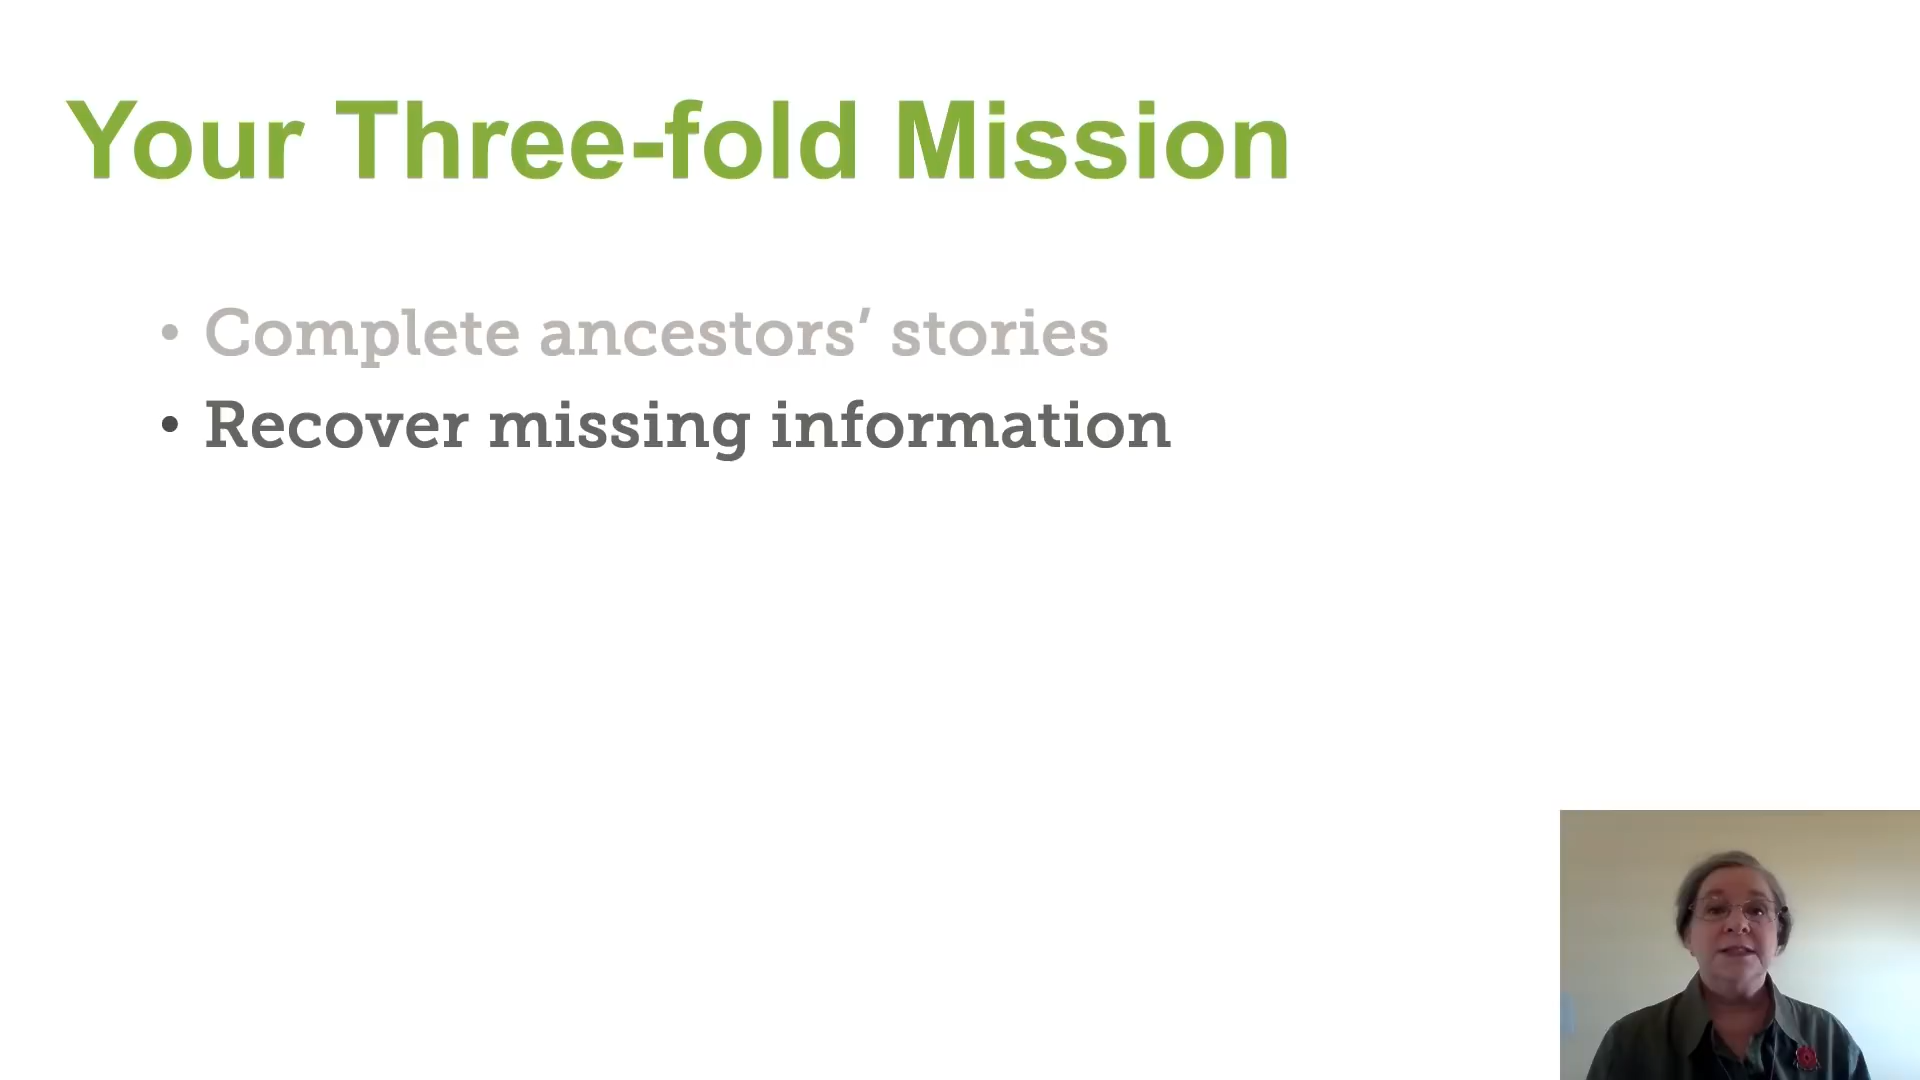 Your Three-fold Mission
• Complete ancestors’ stories
• Recover missing information